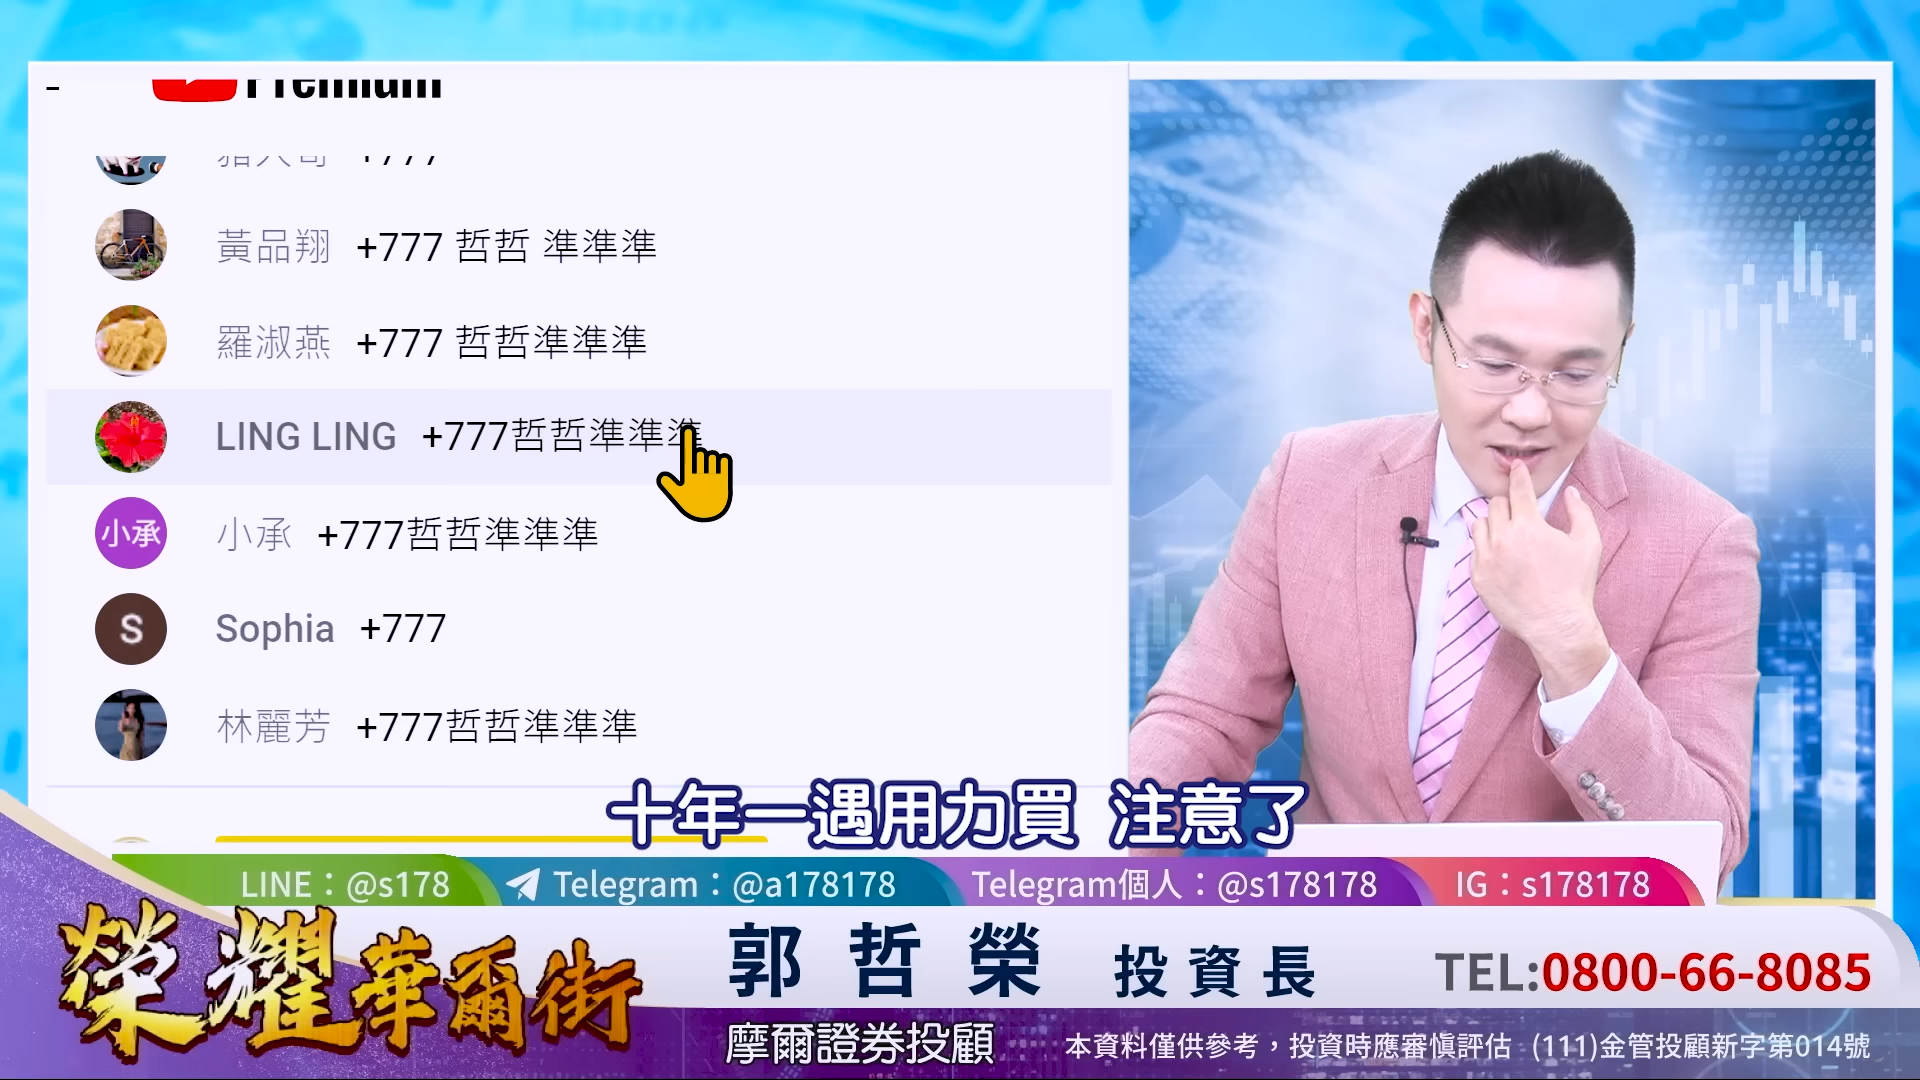 Premium
+777
黃品翔 +777 哲哲 準準準
羅淑燕 +777 哲哲準準準
LING LING +777哲哲準準準
小承 小承 +777哲哲準準準
S Sophia +777
林麗芳 +777哲哲準準準
十年一遇用力買 注意了
LINE：@s178 Telegram：@a178178 Telegram個人：@s178178 IG：s178178
榮耀華爾街
郭哲榮 投資長 TEL:0800-66-8085
摩爾證券投顧 本資料僅供參考，投資時應審慎評估 (111)金管投顧新字第014號